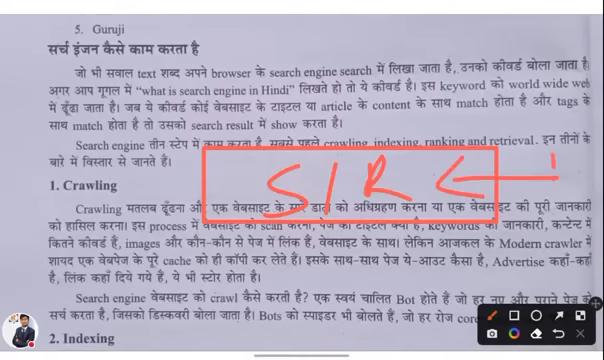 5. Guruji
सर्च इंजन कैसे काम करता है
जो भी सवाल text शब्द अपने browser के search engine search में लिखा जाता है, उनको कीवर्ड बोला जाता है।
अगर आप गूगल में "what is search engine in Hindi" लिखते हो तो ये कीवर्ड है। इस keyword को world wide web
में ढूँढा जाता है। जब ये कीवर्ड कोई वेबसाइट के टाइटल या article के content के साथ match होता है और tags के
साथ match होता है तो उसको search result में show करता है।
Search engine तीन स्टेप में काम करता है, सबसे पहले crawling, indexing, ranking and retrieval. इन तीनों के
बारे में विस्तार से जानते है।
SIR
1. Crawling
Crawling मतलब ढूँढना और एक वेबसाइट के सारे डाटा को अधिग्रहण करना या एक वेबसाइट की पूरी जानकारी
को हासिल करना। इस process में वेबसाइट को scan करना, पेज का टाइटल क्या है, keywords की जानकारी, कन्टेन्ट में
कितने कीवर्ड है, images और कौन-कौन से पेज में लिंक है, वेबसाइट के साथ। लेकिन आजकल के Modern crawler में
शायद एक वेबपेज के पूरे cache को ही कॉपी कर लेते है। इसके साथ-साथ पेज ये-आउट कैसा है, Advertise कहाँ-कहाँ
है, लिंक कहाँ दिये गये है, ये भी स्टोर होता है।
Search engine वेबसाइट को crawl कैसे करती है? एक स्वयं चालित Bot होते हैं जो हर नए और पुराने पेज को
सर्च करता है, जिसको डिस्कवरी बोला जाता है। Bots को स्पाइडर भी बोलते है, जो हर रोज
2. Indexing